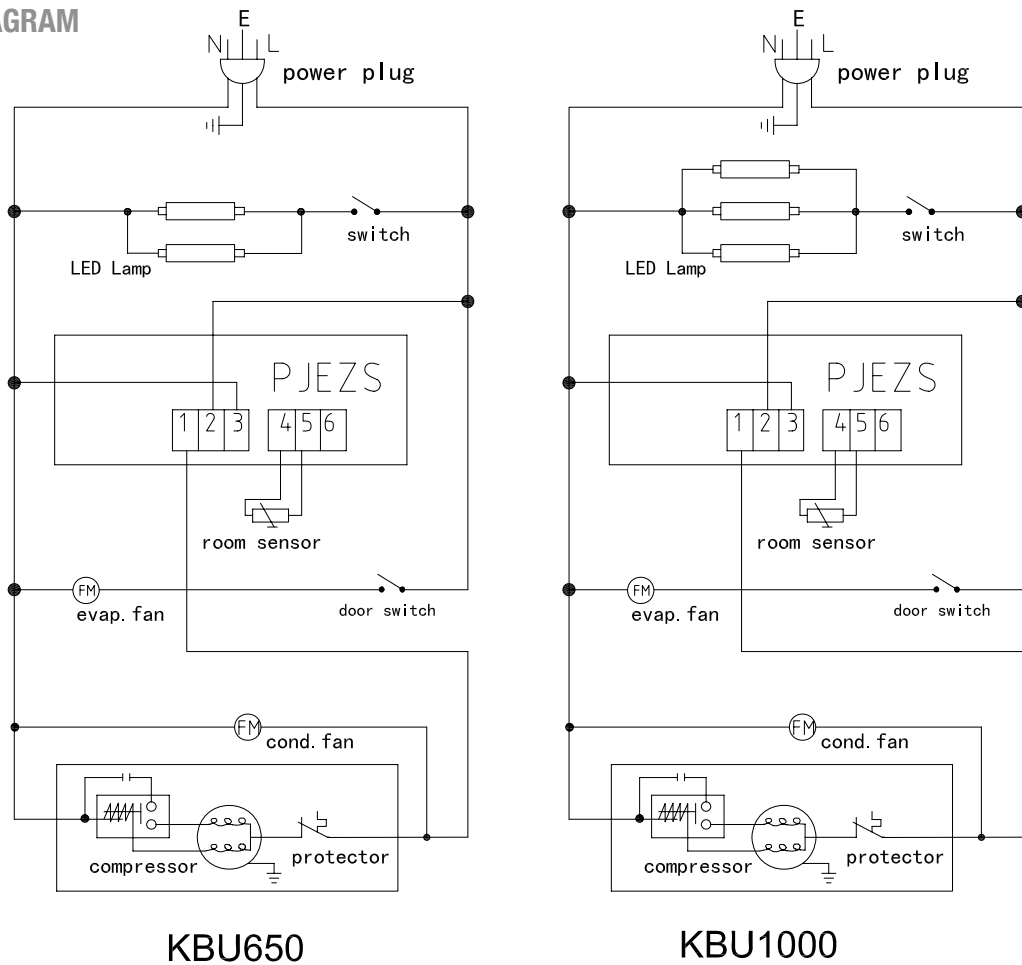 AGRAM
E
N L
power plug
switch
LED Lamp
PJEZS
1 2 3 4 5 6
room sensor
FM
evap. fan
door switch
FM
cond. fan
compressor
protector
KBU650
E
N L
power plug
switch
LED Lamp
PJEZS
1 2 3 4 5 6
room sensor
FM
evap. fan
door switch
FM
cond. fan
compressor
protector
KBU1000